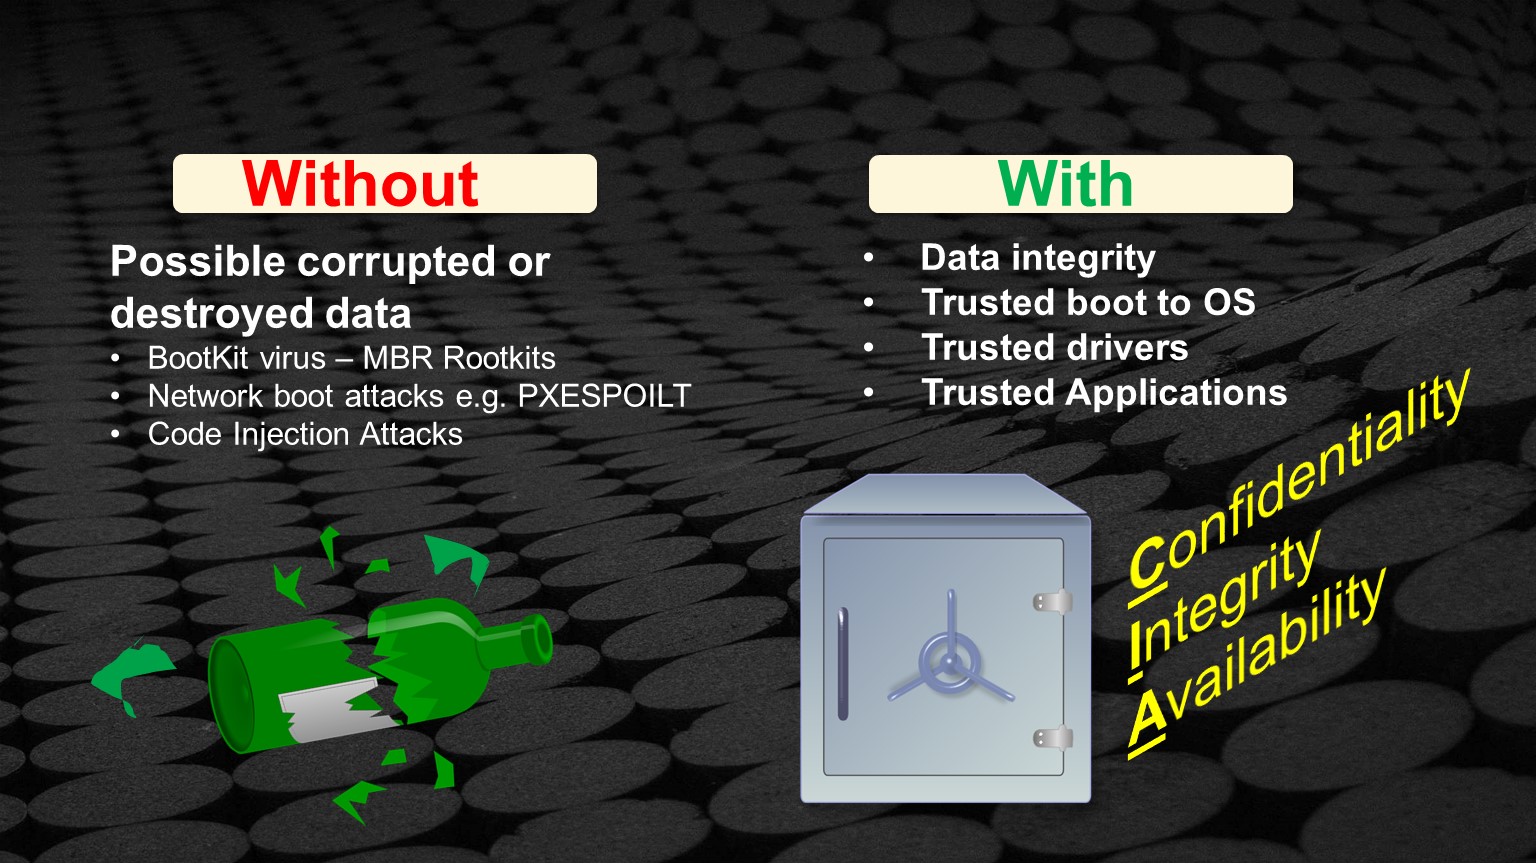 Without
Possible corrupted or
destroyed data
• BootKit virus – MBR Rootkits
• Network boot attacks e.g. PXESPOILT
• Code Injection Attacks
With
• Data integrity
• Trusted boot to OS
• Trusted drivers
• Trusted Applications
Confidentiality
Integrity
Availability